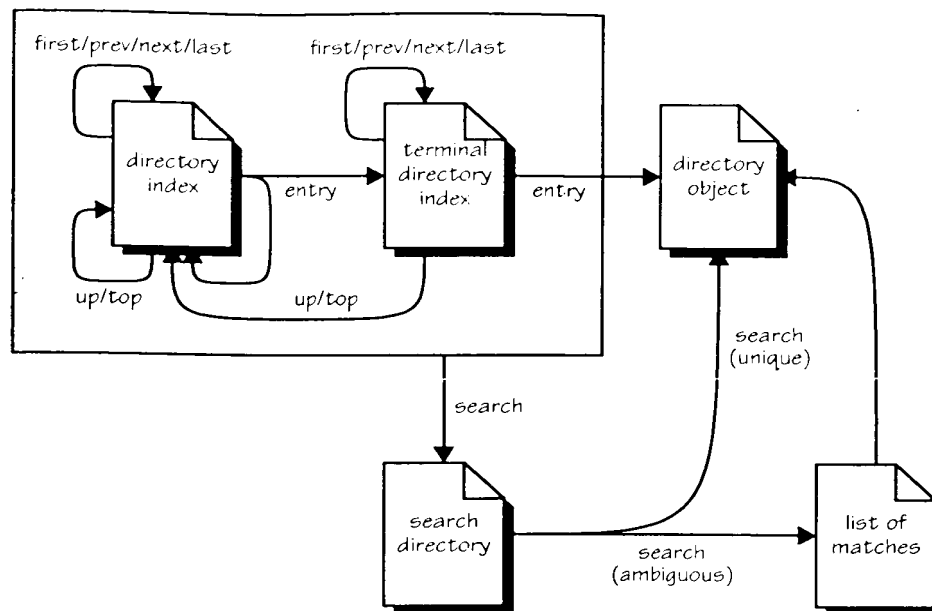 first/prev/next/last
first/prev/next/last
directory
index
entry
terminal
directory
index
entry
directory
object
up/top
up/top
search
(unique)
search
search
directory
search
(ambiguous)
list of
matches